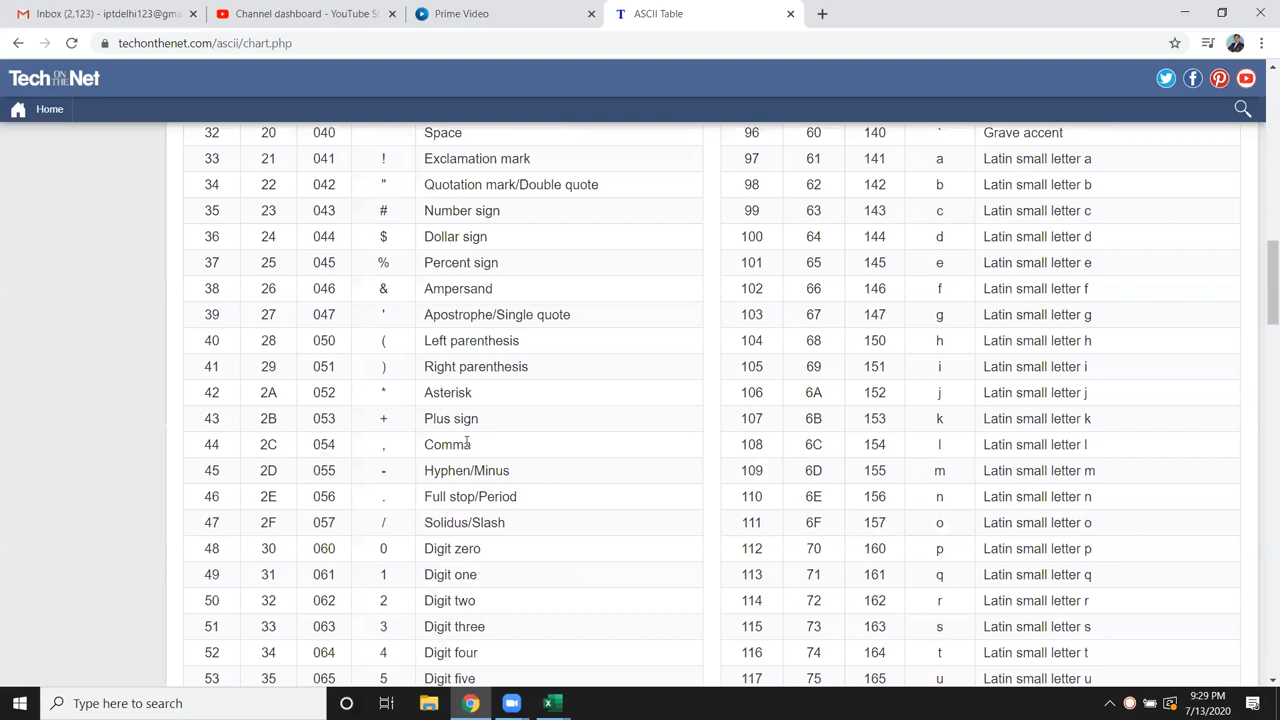 Inbox (2,123) - iptdelhi123@gma
Channel dashboard - YouTube St
Prime Video
T ASCII Table
techonthenet.com/ascii/chart.php
Tech ON THE Net
Home
32 20 040 Space 96 60 140 ` Grave accent
33 21 041 ! Exclamation mark 97 61 141 a Latin small letter a
34 22 042 " Quotation mark/Double quote 98 62 142 b Latin small letter b
35 23 043 # Number sign 99 63 143 c Latin small letter c
36 24 044 $ Dollar sign 100 64 144 d Latin small letter d
37 25 045 % Percent sign 101 65 145 e Latin small letter e
38 26 046 & Ampersand 102 66 146 f Latin small letter f
39 27 047 ' Apostrophe/Single quote 103 67 147 g Latin small letter g
40 28 050 ( Left parenthesis 104 68 150 h Latin small letter h
41 29 051 ) Right parenthesis 105 69 151 i Latin small letter i
42 2A 052 * Asterisk 106 6A 152 j Latin small letter j
43 2B 053 + Plus sign 107 6B 153 k Latin small letter k
44 2C 054 , Comma 108 6C 154 l Latin small letter l
45 2D 055 - Hyphen/Minus 109 6D 155 m Latin small letter m
46 2E 056 . Full stop/Period 110 6E 156 n Latin small letter n
47 2F 057 / Solidus/Slash 111 6F 157 o Latin small letter o
48 30 060 0 Digit zero 112 70 160 p Latin small letter p
49 31 061 1 Digit one 113 71 161 q Latin small letter q
50 32 062 2 Digit two 114 72 162 r Latin small letter r
51 33 063 3 Digit three 115 73 163 s Latin small letter s
52 34 064 4 Digit four 116 74 164 t Latin small letter t
53 35 065 5 Digit five 117 75 165 u Latin small letter u
Type here to search
9:29 PM
7/13/2020